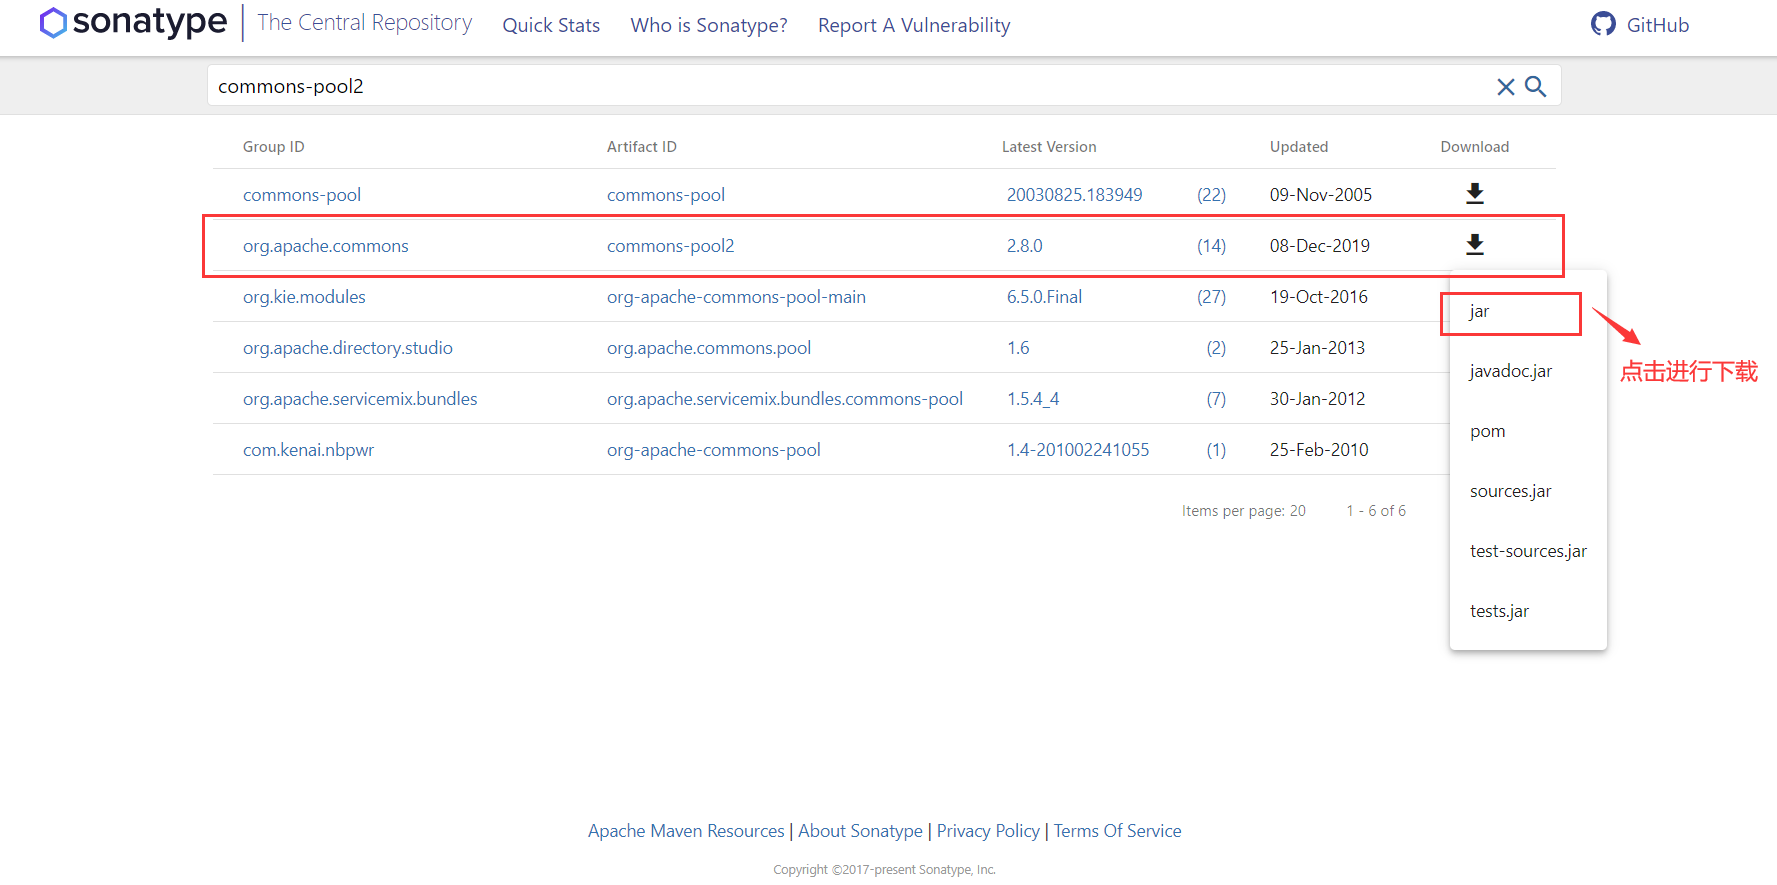 sonatype The Central Repository Quick Stats Who is Sonatype? Report A Vulnerability GitHub
commons-pool2
Group ID Artifact ID Latest Version Updated Download
commons-pool commons-pool 20030825.183949 (22) 09-Nov-2005
org.apache.commons commons-pool2 2.8.0 (14) 08-Dec-2019
org.kie.modules org-apache-commons-pool-main 6.5.0.Final (27) 19-Oct-2016
jar
org.apache.directory.studio org.apache.commons.pool 1.6 (2) 25-Jan-2013
javadoc.jar
点击进行下载
org.apache.servicemix.bundles org.apache.servicemix.bundles.commons-pool 1.5.4_4 (7) 30-Jan-2012
pom
com.kenai.nbpwr org-apache-commons-pool 1.4-201002241055 (1) 25-Feb-2010
sources.jar
Items per page: 20 1 - 6 of 6
test-sources.jar
tests.jar
Apache Maven Resources | About Sonatype | Privacy Policy | Terms Of Service
Copyright ©2017-present Sonatype, Inc.